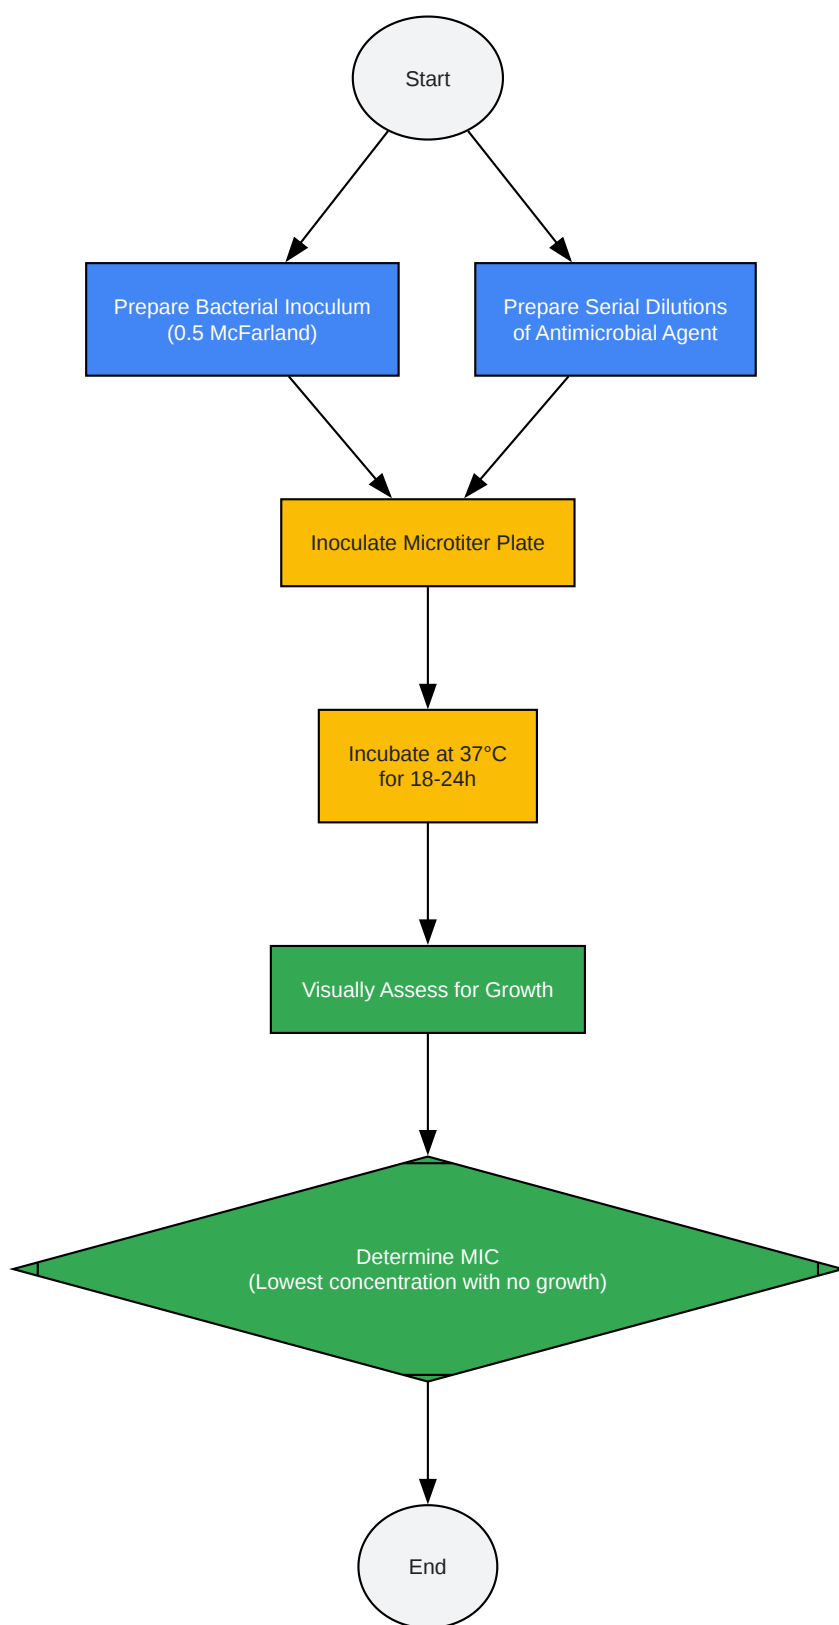 Start
Prepare Bacterial Inoculum
(0.5 McFarland)
Prepare Serial Dilutions
of Antimicrobial Agent
Inoculate Microtiter Plate
Incubate at 37°C
for 18-24h
Visually Assess for Growth
Determine MIC
(Lowest concentration with no growth)
End